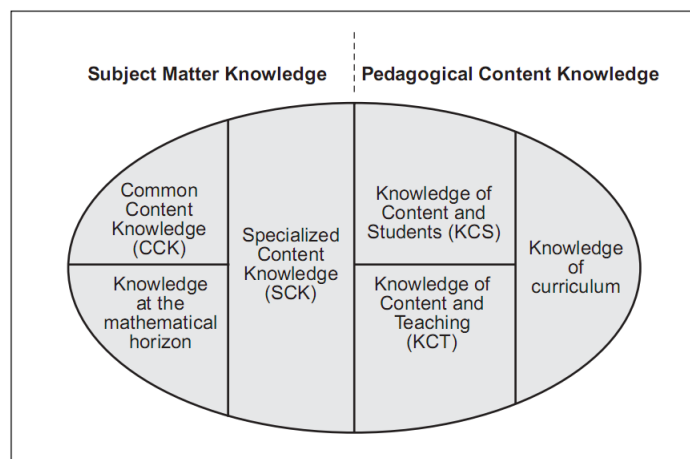 Subject Matter Knowledge
Pedagogical Content Knowledge
Common
Content
Knowledge
(CCK)
Knowledge
at the
mathematical
horizon
Specialized
Content
Knowledge
(SCK)
Knowledge of
Content and
Students (KCS)
Knowledge of
Content and
Teaching
(KCT)
Knowledge
of
curriculum